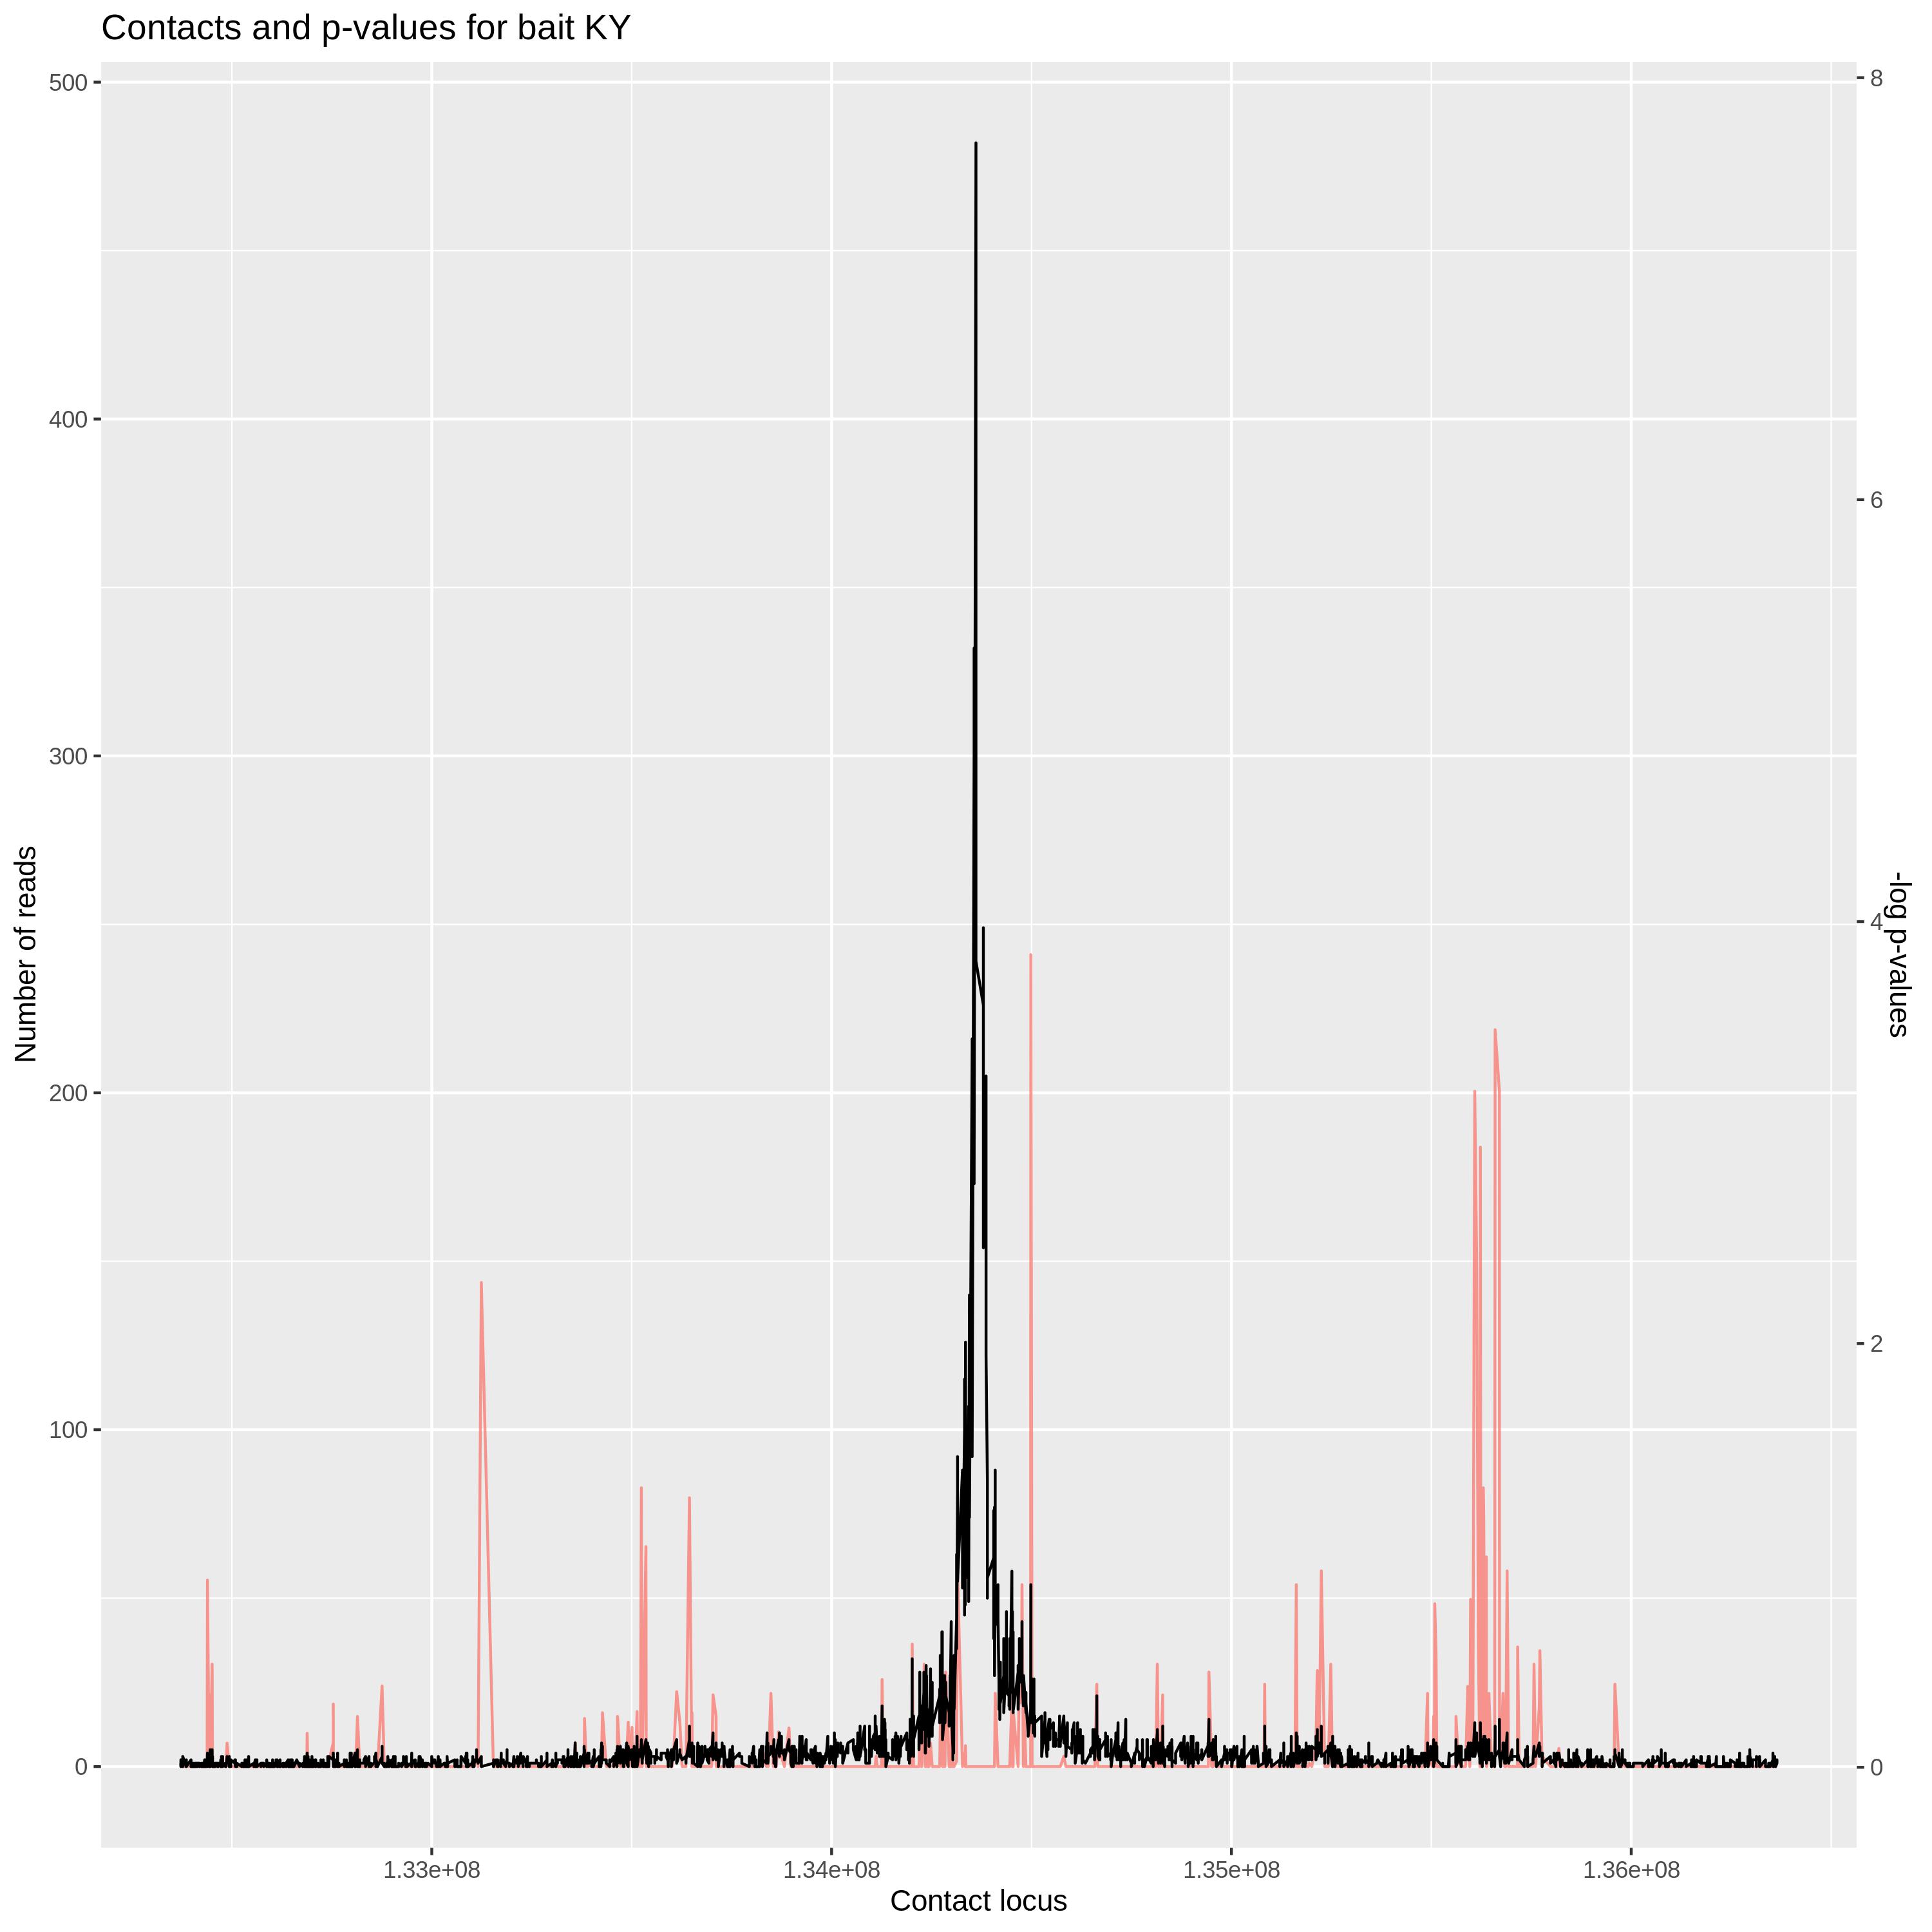 Contacts and p-values for bait KY
500
400
300
200
100
0
Number of reads
8
6
4
2
0
-log p-values
1.33e+08
1.34e+08
1.35e+08
1.36e+08
Contact locus